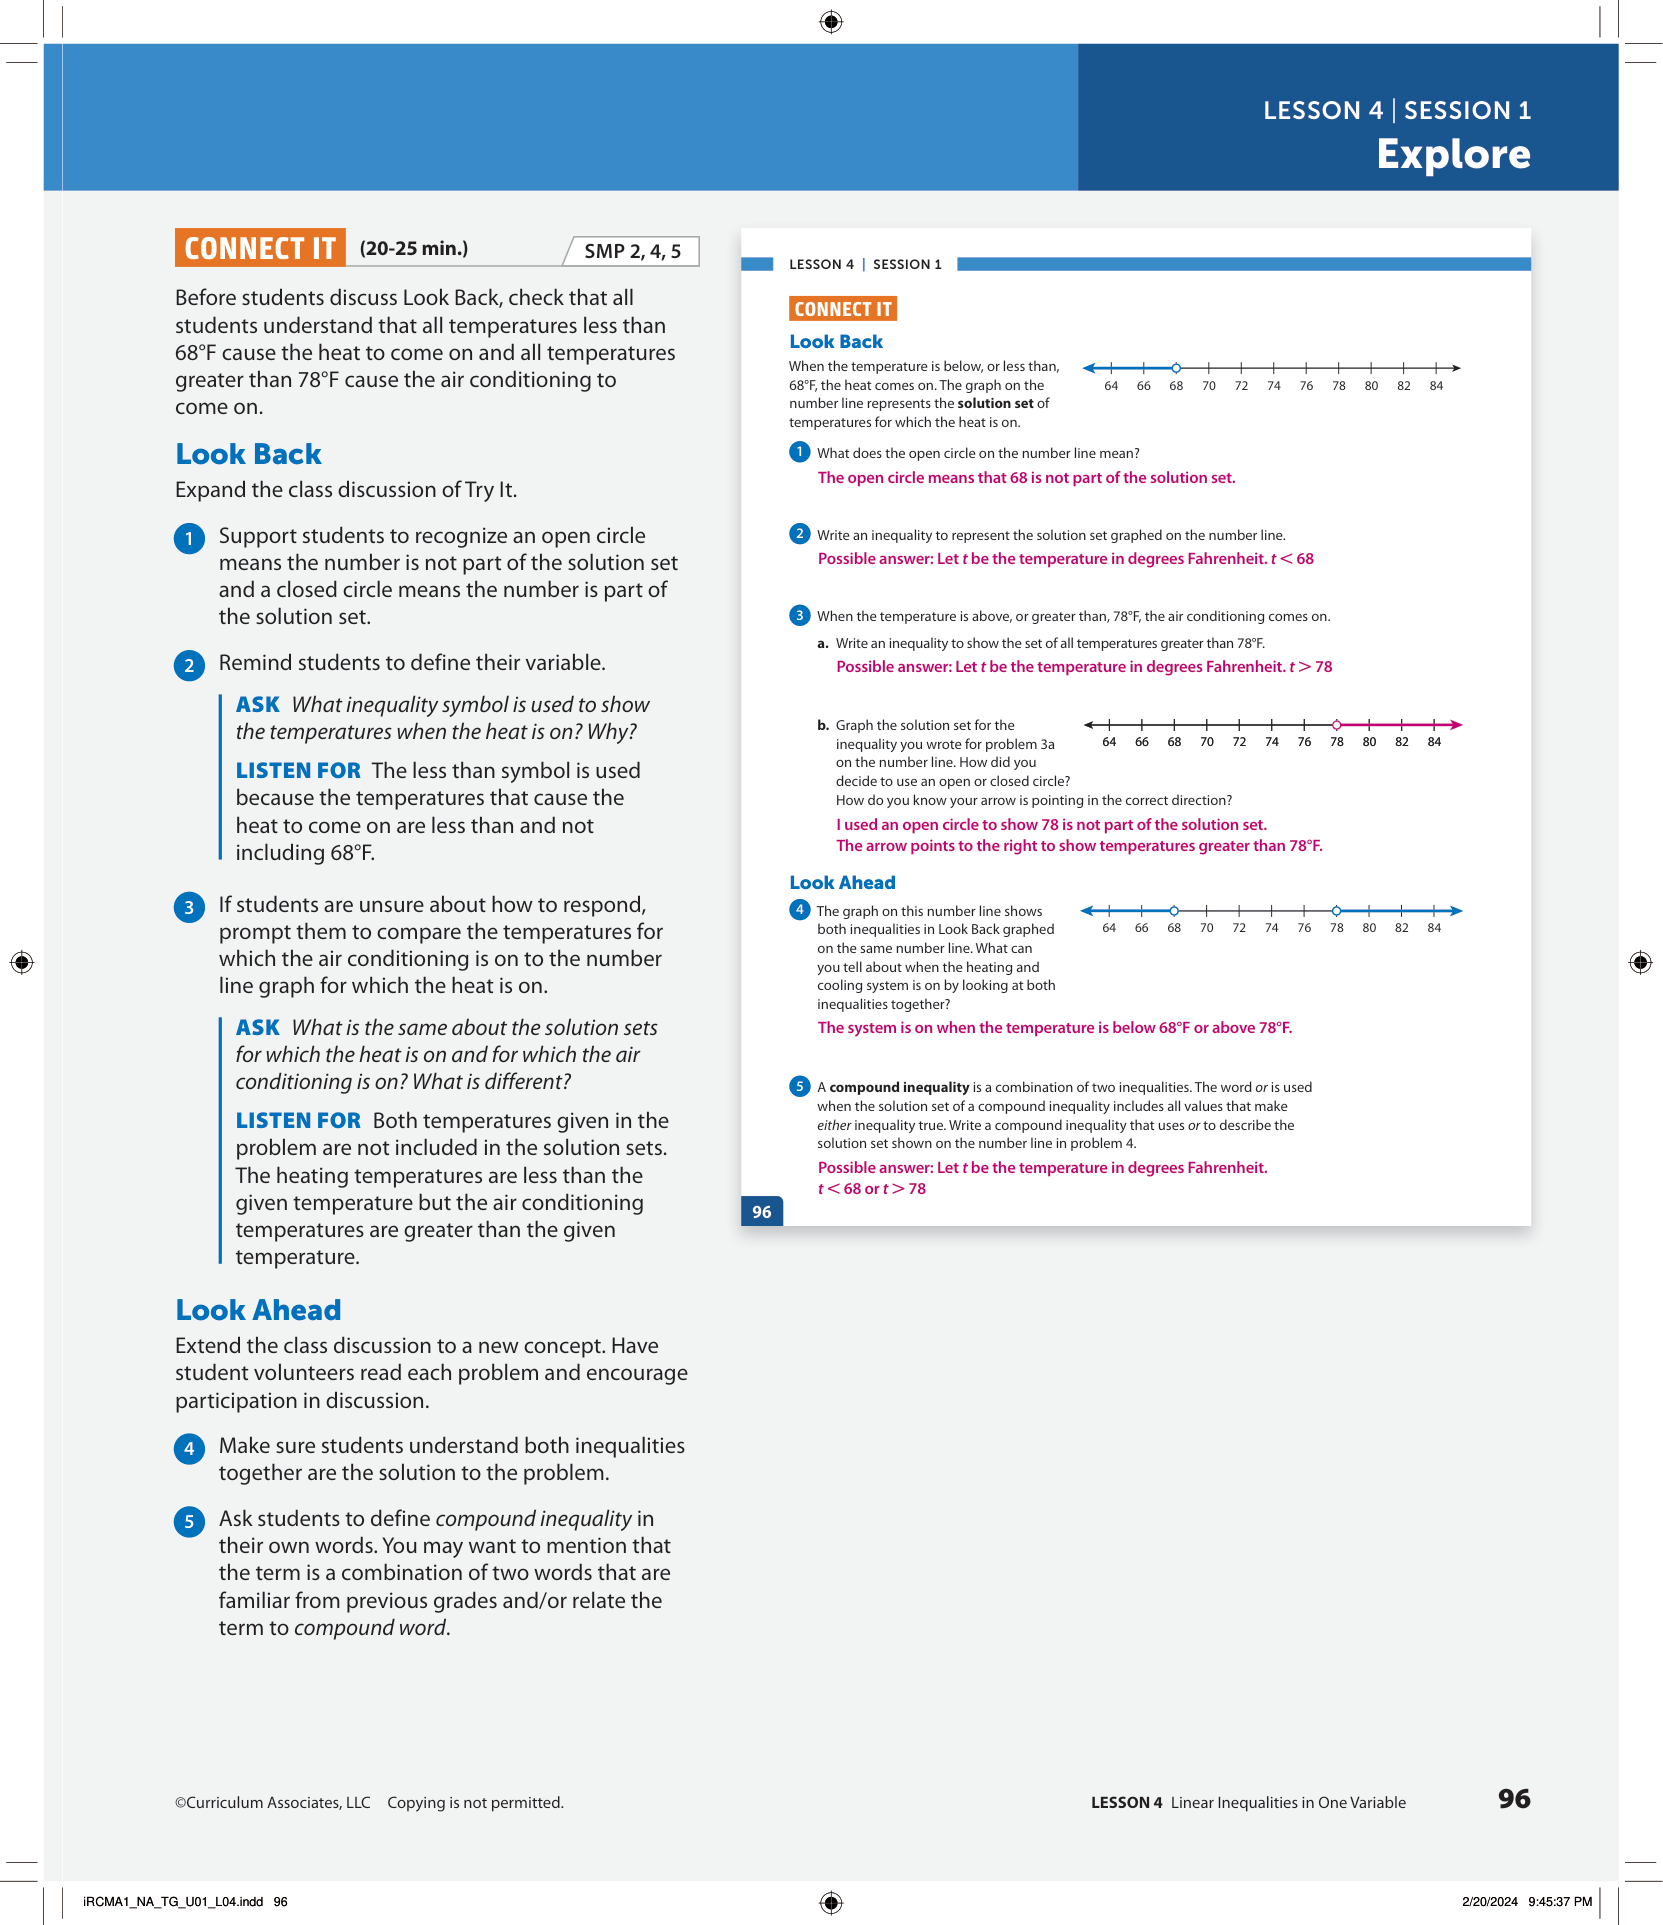 LESSON 4 | SESSION 1
Explore
CONNECT IT (20-25 min.) SMP 2, 4, 5
Before students discuss Look Back, check that all
students understand that all temperatures less than
68°F cause the heat to come on and all temperatures
greater than 78°F cause the air conditioning to
come on.
Look Back
Expand the class discussion of Try It.
1 Support students to recognize an open circle
means the number is not part of the solution set
and a closed circle means the number is part of
the solution set.
2 Remind students to define their variable.
ASK What inequality symbol is used to show
the temperatures when the heat is on? Why?
LISTEN FOR The less than symbol is used
because the temperatures that cause the
heat to come on are less than and not
including 68°F.
3 If students are unsure about how to respond,
prompt them to compare the temperatures for
which the air conditioning is on to the number
line graph for which the heat is on.
ASK What is the same about the solution sets
for which the heat is on and for which the air
conditioning is on? What is different?
LISTEN FOR Both temperatures given in the
problem are not included in the solution sets.
The heating temperatures are less than the
given temperature but the air conditioning
temperatures are greater than the given
temperature.
Look Ahead
Extend the class discussion to a new concept. Have
student volunteers read each problem and encourage
participation in discussion.
4 Make sure students understand both inequalities
together are the solution to the problem.
5 Ask students to define compound inequality in
their own words. You may want to mention that
the term is a combination of two words that are
familiar from previous grades and/or relate the
term to compound word.
LESSON 4 | SESSION 1
CONNECT IT
Look Back
When the temperature is below, or less than,
68°F, the heat comes on. The graph on the
number line represents the solution set of
temperatures for which the heat is on.
64 66 68 70 72 74 76 78 80 82 84
1 What does the open circle on the number line mean?
The open circle means that 68 is not part of the solution set.
2 Write an inequality to represent the solution set graphed on the number line.
Possible answer: Let t be the temperature in degrees Fahrenheit. t < 68
3 When the temperature is above, or greater than, 78°F, the air conditioning comes on.
a. Write an inequality to show the set of all temperatures greater than 78°F.
Possible answer: Let t be the temperature in degrees Fahrenheit. t > 78
b. Graph the solution set for the
inequality you wrote for problem 3a
on the number line. How did you
decide to use an open or closed circle?
How do you know your arrow is pointing in the correct direction?
64 66 68 70 72 74 76 78 80 82 84
I used an open circle to show 78 is not part of the solution set.
The arrow points to the right to show temperatures greater than 78°F.
Look Ahead
4 The graph on this number line shows
both inequalities in Look Back graphed
on the same number line. What can
you tell about when the heating and
cooling system is on by looking at both
inequalities together?
64 66 68 70 72 74 76 78 80 82 84
The system is on when the temperature is below 68°F or above 78°F.
5 A compound inequality is a combination of two inequalities. The word or is used
when the solution set of a compound inequality includes all values that make
either inequality true. Write a compound inequality that uses or to describe the
solution set shown on the number line in problem 4.
Possible answer: Let t be the temperature in degrees Fahrenheit.
t < 68 or t > 78
96
©Curriculum Associates, LLC Copying is not permitted.
LESSON 4 Linear Inequalities in One Variable 96
iRCMA1_NA_TG_U01_L04.indd 96
2/20/2024 9:45:37 PM